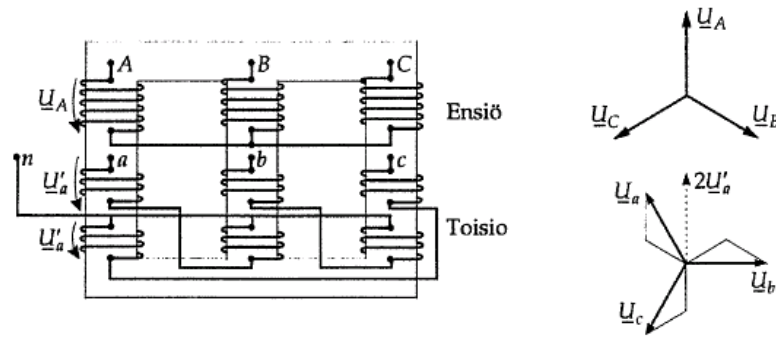 A B C
U_A
Ensiö
n a b c
U'_a
Toisio
U'_a
U_A
U_C U_B
U_a 2U'_a
U_b
U_c